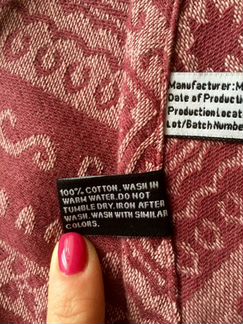 Manufacturer: M
Date of Producti
Production Locat
Lot/Batch Numbe
100% COTTON. WASH IN
WARM WATER.DO NOT
TUMBLE DRY. IRON AFTER
WASH. WASH WITH SIMILAR
COLORS.